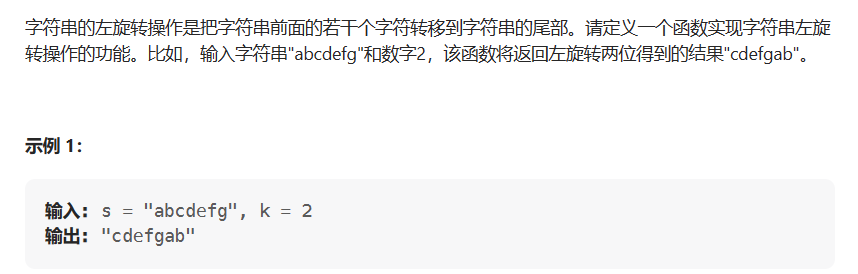 字符串的左旋转操作是把字符串前面的若干个字符转移到字符串的尾部。请定义一个函数实现字符串左旋
转操作的功能。比如，输入字符串"abcdefg"和数字2，该函数将返回左旋转两位得到的结果"cdefgab"。
示例 1：
输入: s = "abcdefg", k = 2
输出: "cdefgab"